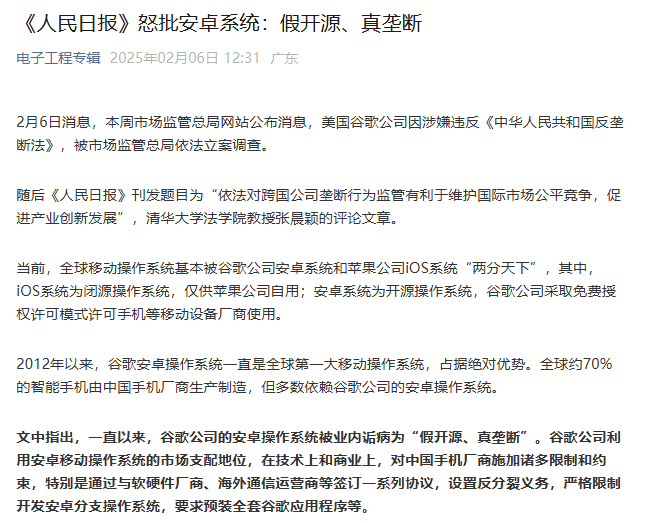 《人民日报》怒批安卓系统：假开源、真垄断
电子工程专辑 2025年02月06日 12:31 广东
2月6日消息，本周市场监管总局网站公布消息，美国谷歌公司因涉嫌违反《中华人民共和国反垄
断法》，被市场监管总局依法立案调查。
随后《人民日报》刊发题目为“依法对跨国公司垄断行为监管有利于维护国际市场公平竞争，促
进产业创新发展”，清华大学法学院教授张晨颖的评论文章。
当前，全球移动操作系统基本被谷歌公司安卓系统和苹果公司iOS系统“两分天下”，其中，
iOS系统为闭源操作系统，仅供苹果公司自用；安卓系统为开源操作系统，谷歌公司采取免费授
权许可模式许可手机等移动设备厂商使用。
2012年以来，谷歌安卓操作系统一直是全球第一大移动操作系统，占据绝对优势。全球约70%
的智能手机由中国手机厂商生产制造，但多数依赖谷歌公司的安卓操作系统。
文中指出，一直以来，谷歌公司的安卓操作系统被业内诟病为“假开源、真垄断”。谷歌公司利
用安卓移动操作系统的市场支配地位，在技术上和商业上，对中国手机厂商施加诸多限制和约
束，特别是通过与软硬件厂商、海外通信运营商等签订一系列协议，设置反分裂义务，严格限制
开发安卓分支操作系统，要求预装全套谷歌应用程序等。